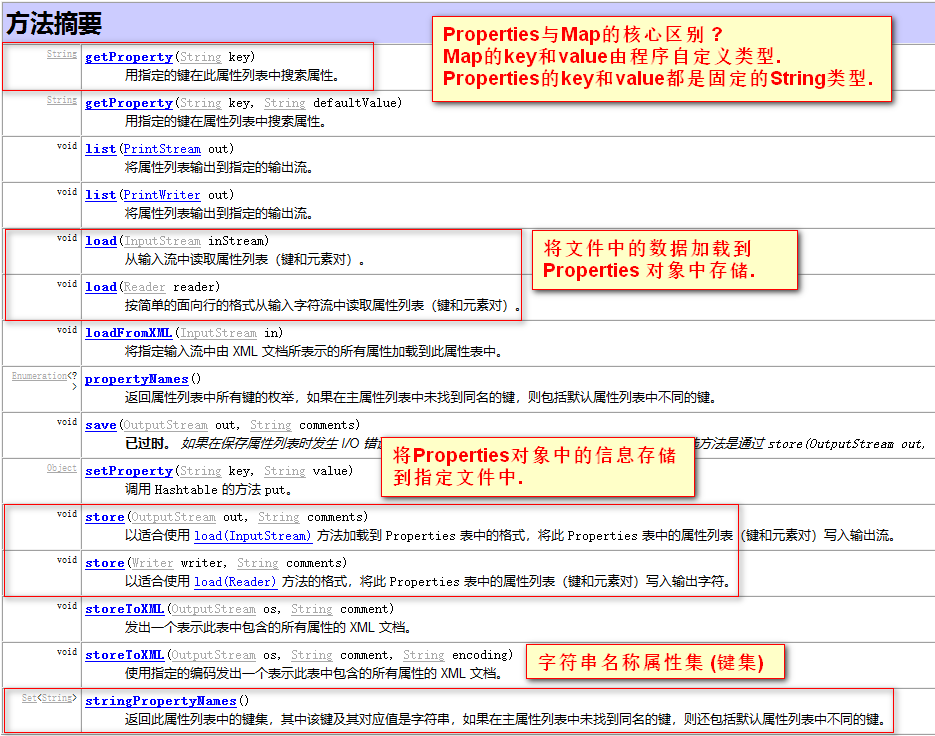 方法摘要
Properties与Map的核心区别？
Map的key和value由程序自定义类型.
Properties的key和value都是固定的String类型.
String getProperty(String key)
用指定的键在此属性列表中搜索属性。
String getProperty(String key, String defaultValue)
用指定的键在属性列表中搜索属性。
void list(PrintStream out)
将属性列表输出到指定的输出流。
void list(PrintWriter out)
将属性列表输出到指定的输出流。
void load(InputStream inStream)
从输入流中读取属性列表（键和元素对）。
将文件中的数据加载到
Properties 对象中存储.
void load(Reader reader)
按简单的面向行的格式从输入字符流中读取属性列表（键和元素对）。
void loadFromXML(InputStream in)
将指定输入流中由 XML 文档所表示的所有属性加载到此属性表中。
Enumeration<? propertyNames()
>
返回属性列表中所有键的枚举，如果在主属性列表中未找到同名的键，则包括默认属性列表中不同的键。
void save(OutputStream out, String comments)
已过时。 如果在保存属性列表时发生 I/O 错 方法是通过 store(OutputStream out,
将Properties对象中的信息存储
到指定文件中.
Object setProperty(String key, String value)
调用 Hashtable 的方法 put。
void store(OutputStream out, String comments)
以适合使用 load(InputStream) 方法加载到 Properties 表中的格式，将此 Properties 表中的属性列表（键和元素对）写入输出流。
void store(Writer writer, String comments)
以适合使用 load(Reader) 方法的格式，将此 Properties 表中的属性列表（键和元素对）写入输出字符。
void storeToXML(OutputStream os, String comment)
发出一个表示此表中包含的所有属性的 XML 文档。
void storeToXML(OutputStream os, String comment, String encoding)
使用指定的编码发出一个表示此表中包含的所有属性的 XML 文档。
字符串名称属性集 (键集)
Set<String> stringPropertyNames()
返回此属性列表中的键集，其中该键及其对应值是字符串，如果在主属性列表中未找到同名的键，则还包括默认属性列表中不同的键。